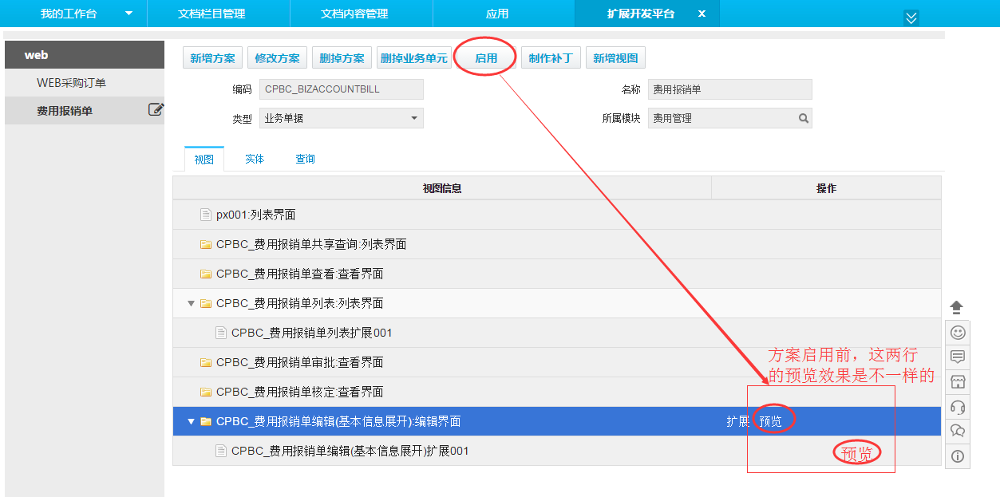 我的工作台 文档栏目管理 文档内容管理 应用 扩展开发平台 x
web
WEB采购订单
费用报销单
新增方案 修改方案 删掉方案 删掉业务单元 启用 制作补丁 新增视图
编码 CPBC_BIZACCOUNTBILL 名称 费用报销单
类型 业务单据 所属模块 费用管理
视图 实体 查询
视图信息 操作
px001:列表界面
CPBC_费用报销单共享查询:列表界面
CPBC_费用报销单查看:查看界面
CPBC_费用报销单列表:列表界面
CPBC_费用报销单列表扩展001
方案启用前，这两行
的预览效果是不一样的
CPBC_费用报销单审批:查看界面
CPBC_费用报销单核定:查看界面
CPBC_费用报销单编辑(基本信息展开):编辑界面 扩展 预览
CPBC_费用报销单编辑(基本信息展开)扩展001 预览